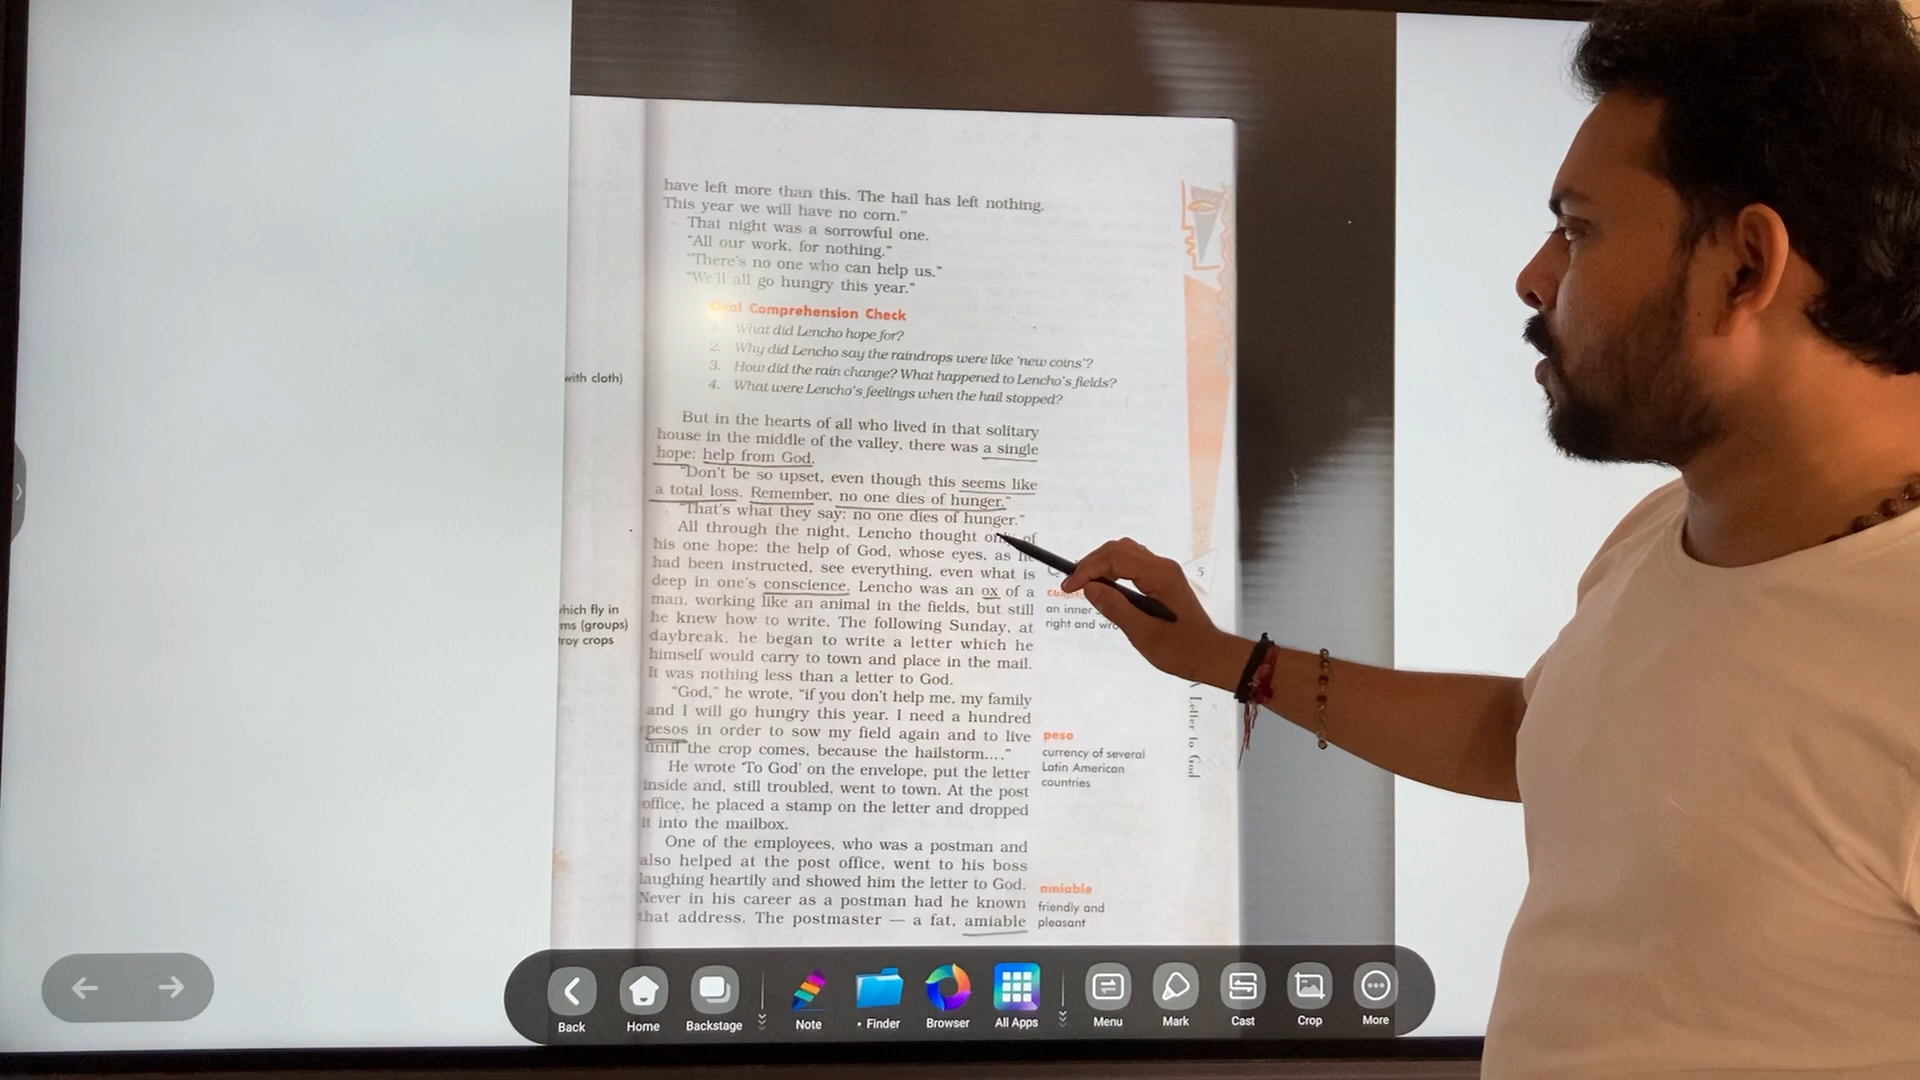 have left more than this. The hail has left nothing.
This year we will have no corn.”
That night was a sorrowful one.
“All our work, for nothing.”
“There’s no one who can help us.”
“We’ll all go hungry this year.”
Oral Comprehension Check
1. What did Lencho hope for?
2. Why did Lencho say the raindrops were like ‘new coins’?
3. How did the rain change? What happened to Lencho’s fields?
4. What were Lencho’s feelings when the hail stopped?
with cloth)
But in the hearts of all who lived in that solitary
house in the middle of the valley, there was a single
hope: help from God.
“Don’t be so upset, even though this seems like
a total loss. Remember, no one dies of hunger.”
“That’s what they say: no one dies of hunger.”
All through the night, Lencho thought only of
his one hope: the help of God, whose eyes, as he
had been instructed, see everything, even what is
deep in one’s conscience. Lencho was an ox of a
man, working like an animal in the fields, but still
he knew how to write. The following Sunday, at
daybreak, he began to write a letter which he
himself would carry to town and place in the mail.
It was nothing less than a letter to God.
“God,” he wrote, “if you don’t help me, my family
and I will go hungry this year. I need a hundred
pesos in order to sow my field again and to live
until the crop comes, because the hailstorm....”
He wrote ‘To God’ on the envelope, put the letter
inside and, still troubled, went to town. At the post
office, he placed a stamp on the letter and dropped
it into the mailbox.
One of the employees, who was a postman and
also helped at the post office, went to his boss
laughing heartily and showed him the letter to God.
Never in his career as a postman had he known
that address. The postmaster — a fat, amiable
hich fly in
ms (groups)
troy crops
an inner
right and
peso
currency of several
Latin American
countries
amiable
friendly and
pleasant
5
A Letter to God
Back
Home
Backstage
Note
• Finder
Browser
All Apps
Menu
Mark
Cast
Crop
More